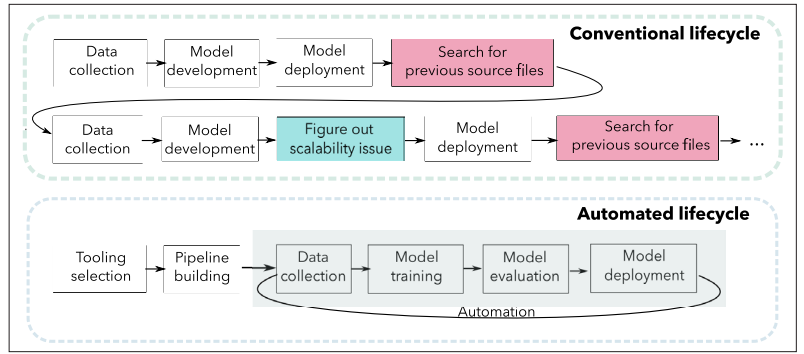 Conventional lifecycle
Data
collection
Model
development
Model
deployment
Search for
previous source files
Data
collection
Model
development
Figure out
scalability issue
Model
deployment
Search for
previous source files
...
Automated lifecycle
Tooling
selection
Pipeline
building
Data
collection
Model
training
Model
evaluation
Model
deployment
Automation